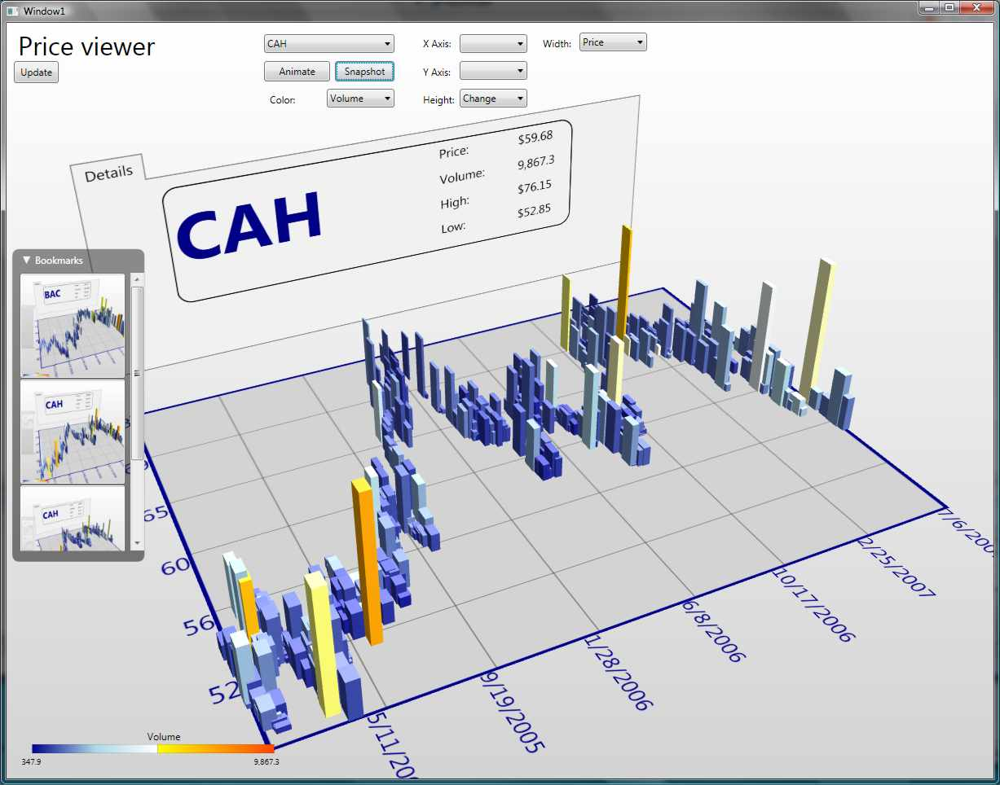 Window1
Price viewer
Update
CAH
Animate
Snapshot
Color:
Volume
X Axis:
Y Axis:
Height:
Change
Width:
Price
Details
CAH
Price:
$59.68
Volume:
9,867.3
High:
$76.15
Low:
$52.85
▼ Bookmarks
BAC
CAH
CAH
65
60
56
52
5/11/200
9/19/2005
1/28/2006
6/8/2006
10/17/2006
2/25/2007
7/6/2007
Volume
347.9
9,867.3